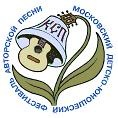 МОСКОВСКИЙ ДЕТСКО-ЮНОШЕСКИЙ ФЕСТИВАЛЬ АВТОРСКОЙ ПЕСНИ
КСП